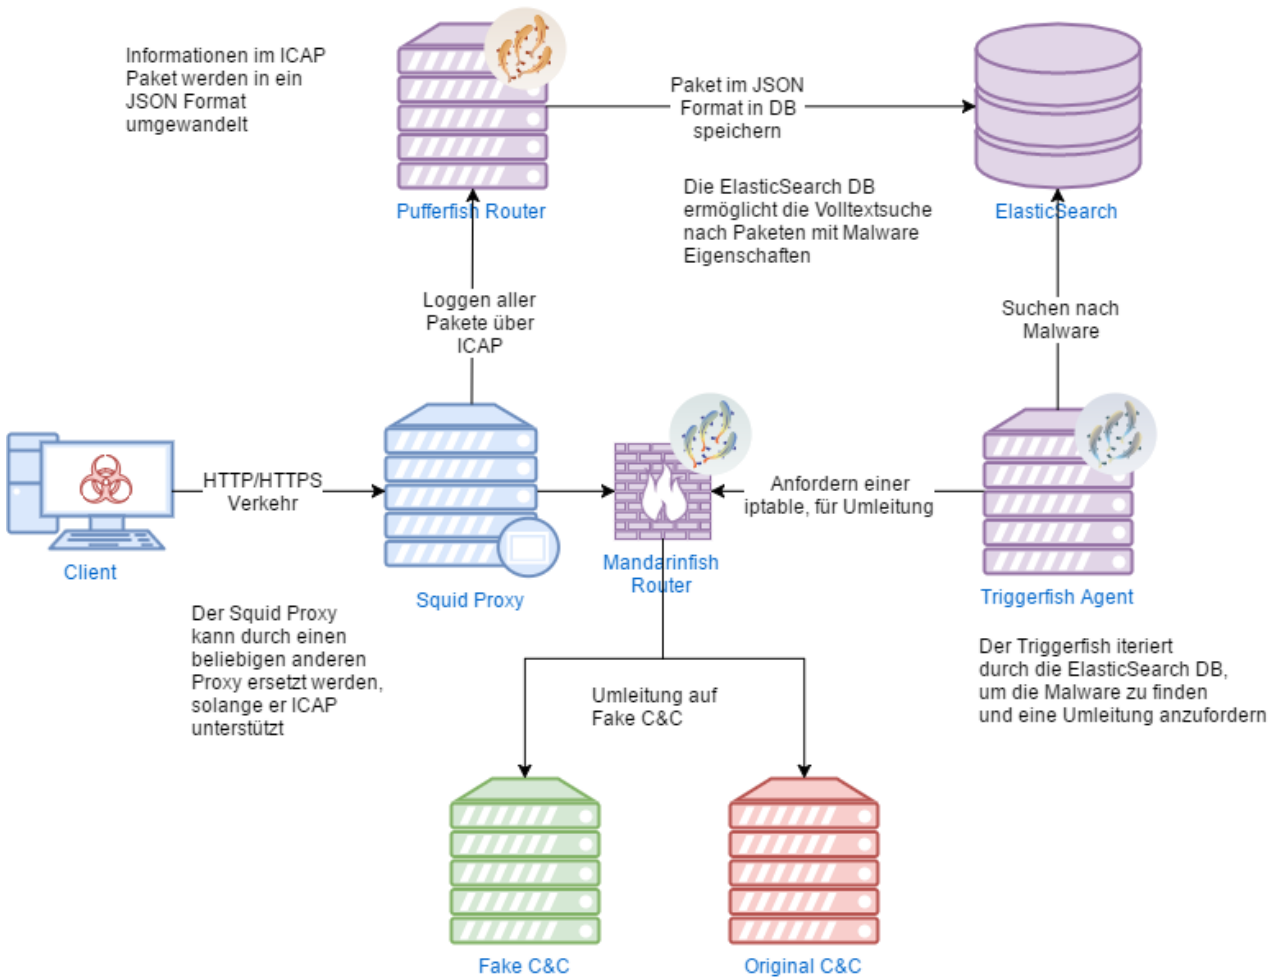 Informationen im ICAP
Paket werden in ein
JSON Format
umgewandelt
Pufferfish Router
Paket im JSON
Format in DB
speichern
Die ElasticSearch DB
ermöglicht die Volltextsuche
nach Paketen mit Malware
Eigenschaften
ElasticSearch
Loggen aller
Pakete über
ICAP
Suchen nach
Malware
Client
HTTP/HTTPS
Verkehr
Squid Proxy
Der Squid Proxy
kann durch einen
beliebigen anderen
Proxy ersetzt werden,
solange er ICAP
unterstützt
Mandarinfish
Router
Anfordern einer
iptable, für Umleitung
Triggerfish Agent
Der Triggerfish iteriert
durch die ElasticSearch DB,
um die Malware zu finden
und eine Umleitung anzufordern
Umleitung auf
Fake C&C
Fake C&C
Original C&C